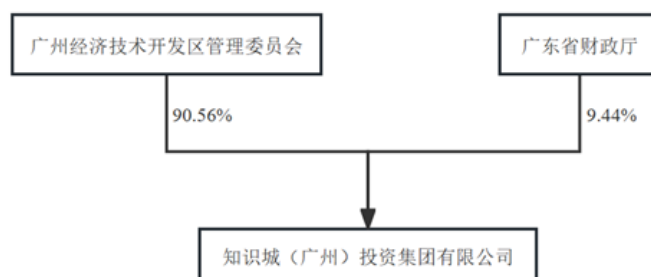 广州经济技术开发区管理委员会
广东省财政厅
90.56%
9.44%
知识城（广州）投资集团有限公司